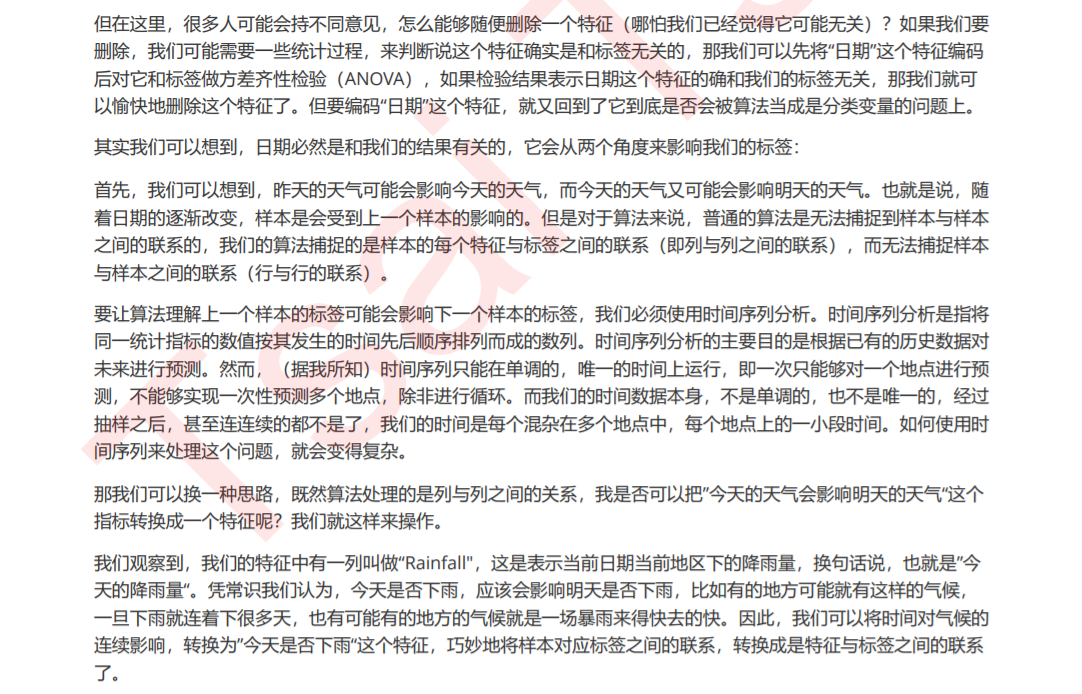 但在这里，很多人可能会持不同意见，怎么能够随便删除一个特征（哪怕我们已经觉得它可能无关）？如果我们要
删除，我们可能需要一些统计过程，来判断说这个特征确实是和标签无关的，那我们可以先将“日期”这个特征编码
后对它和标签做方差齐性检验（ANOVA），如果检验结果表示日期这个特征的确和我们的标签无关，那我们就可
以愉快地删除这个特征了。但要编码“日期”这个特征，就又回到了它到底是否会被算法当成是分类变量的问题上。
其实我们可以想到，日期必然是和我们的结果有关的，它会从两个角度来影响我们的标签：
首先，我们可以想到，昨天的天气可能会影响今天的天气，而今天的天气又可能会影响明天的天气。也就是说，随
着日期的逐渐改变，样本是会受到上一个样本的影响的。但是对于算法来说，普通的算法是无法捕捉到样本与样本
之间的联系的，我们的算法捕捉的是样本的每个特征与标签之间的联系（即列与列之间的联系），而无法捕捉样本
与样本之间的联系（行与行的联系）。
要让算法理解上一个样本的标签可能会影响下一个样本的标签，我们必须使用时间序列分析。时间序列分析是指将
同一统计指标的数值按其发生的时间先后顺序排列而成的数列。时间序列分析的主要目的是根据已有的历史数据对
未来进行预测。然而，（据我所知）时间序列只能在单调的，唯一的时间上运行，即一次只能够对一个地点进行预
测，不能够实现一次性预测多个地点，除非进行循环。而我们的时间数据本身，不是单调的，也不是唯一的，经过
抽样之后，甚至连连续的都不是了，我们的时间是每个混杂在多个地点中，每个地点上的一小段时间。如何使用时
间序列来处理这个问题，就会变得复杂。
那我们可以换一种思路，既然算法处理的是列与列之间的关系，我是否可以把”今天的天气会影响明天的天气“这个
指标转换成一个特征呢？我们就这样来操作。
我们观察到，我们的特征中有一列叫做“Rainfall"，这是表示当前日期当前地区下的降雨量，换句话说，也就是”今
天的降雨量“。凭常识我们认为，今天是否下雨，应该会影响明天是否下雨，比如有的地方可能就有这样的气候，
一旦下雨就连着下很多天，也有可能有的地方的气候就是一场暴雨来得快去的快。因此，我们可以将时间对气候的
连续影响，转换为”今天是否下雨“这个特征，巧妙地将样本对应标签之间的联系，转换成是特征与标签之间的联系
了。